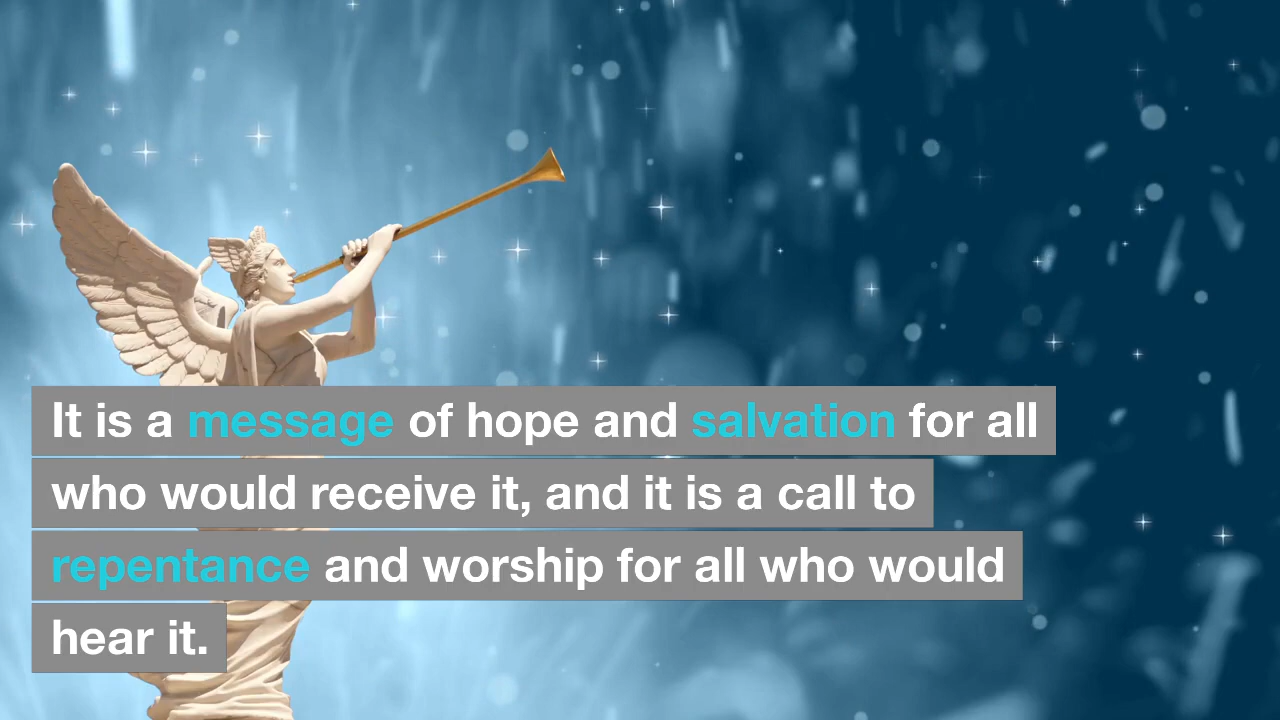 It is a message of hope and salvation for all
who would receive it, and it is a call to
repentance and worship for all who would
hear it.